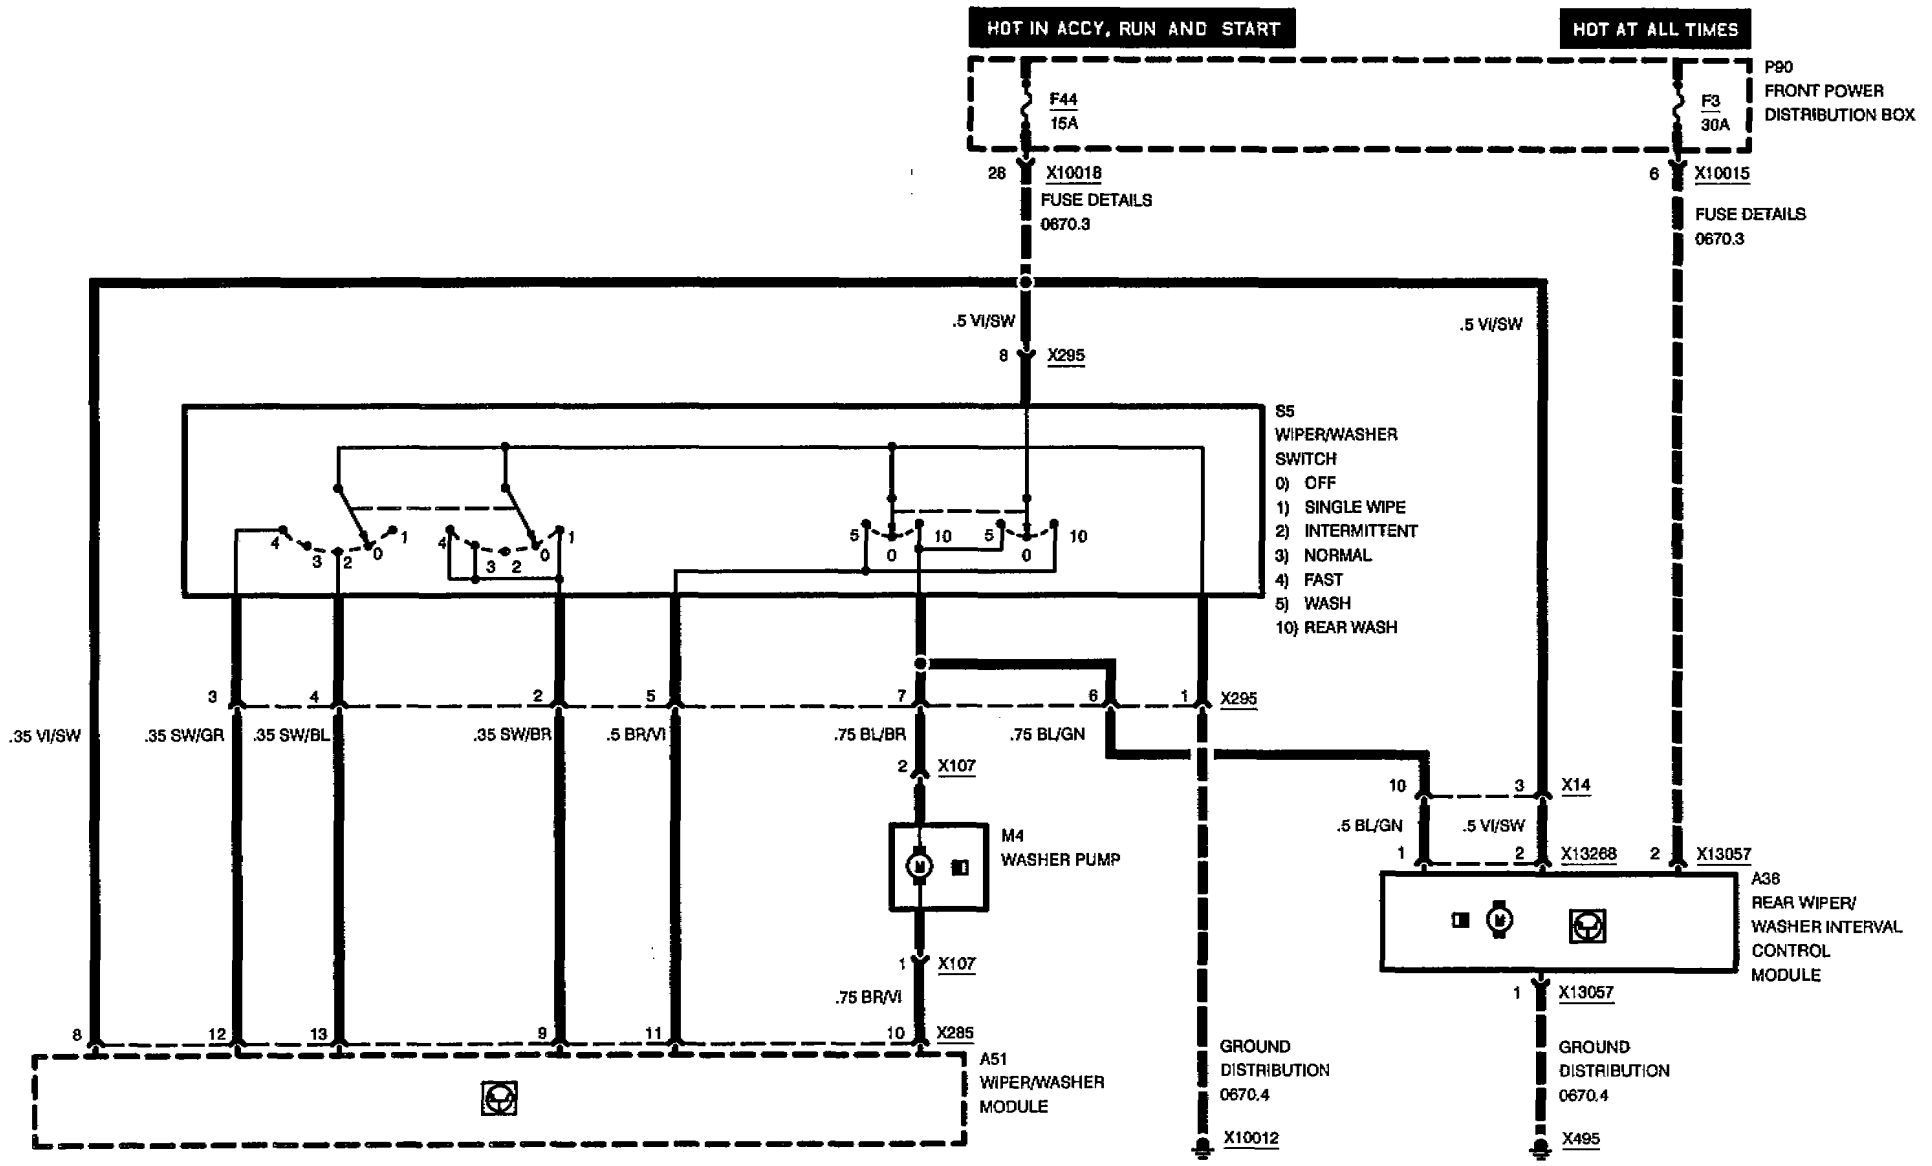 HOT IN ACCY, RUN AND START
HOT AT ALL TIMES
P90
FRONT POWER
DISTRIBUTION BOX
F44
15A
F3
30A
28 X10018
FUSE DETAILS
0670.3
6 X10015
FUSE DETAILS
0670.3
.5 VI/SW
.5 VI/SW
8 X295
S5
WIPER/WASHER
SWITCH
0) OFF
1) SINGLE WIPE
2) INTERMITTENT
3) NORMAL
4) FAST
5) WASH
10) REAR WASH
4 3 2 0 1
4 3 2 0 1
5 0 10
5 0 10
3 4 2 5 7 6 1 X295
.35 VI/SW
.35 SW/GR
.35 SW/BL
.35 SW/BR
.5 BR/VI
.75 BL/BR
.75 BL/GN
2 X107
10 3 X14
.5 BL/GN
.5 VI/SW
M4
WASHER PUMP
M
1 2 X13268
2 X13057
A38
REAR WIPER/
WASHER INTERVAL
CONTROL
MODULE
M
1 X107
.75 BR/VI
1 X13057
8 12 13 9 11 10 X285
A51
WIPER/WASHER
MODULE
GROUND
DISTRIBUTION
0670.4
X10012
GROUND
DISTRIBUTION
0670.4
X495